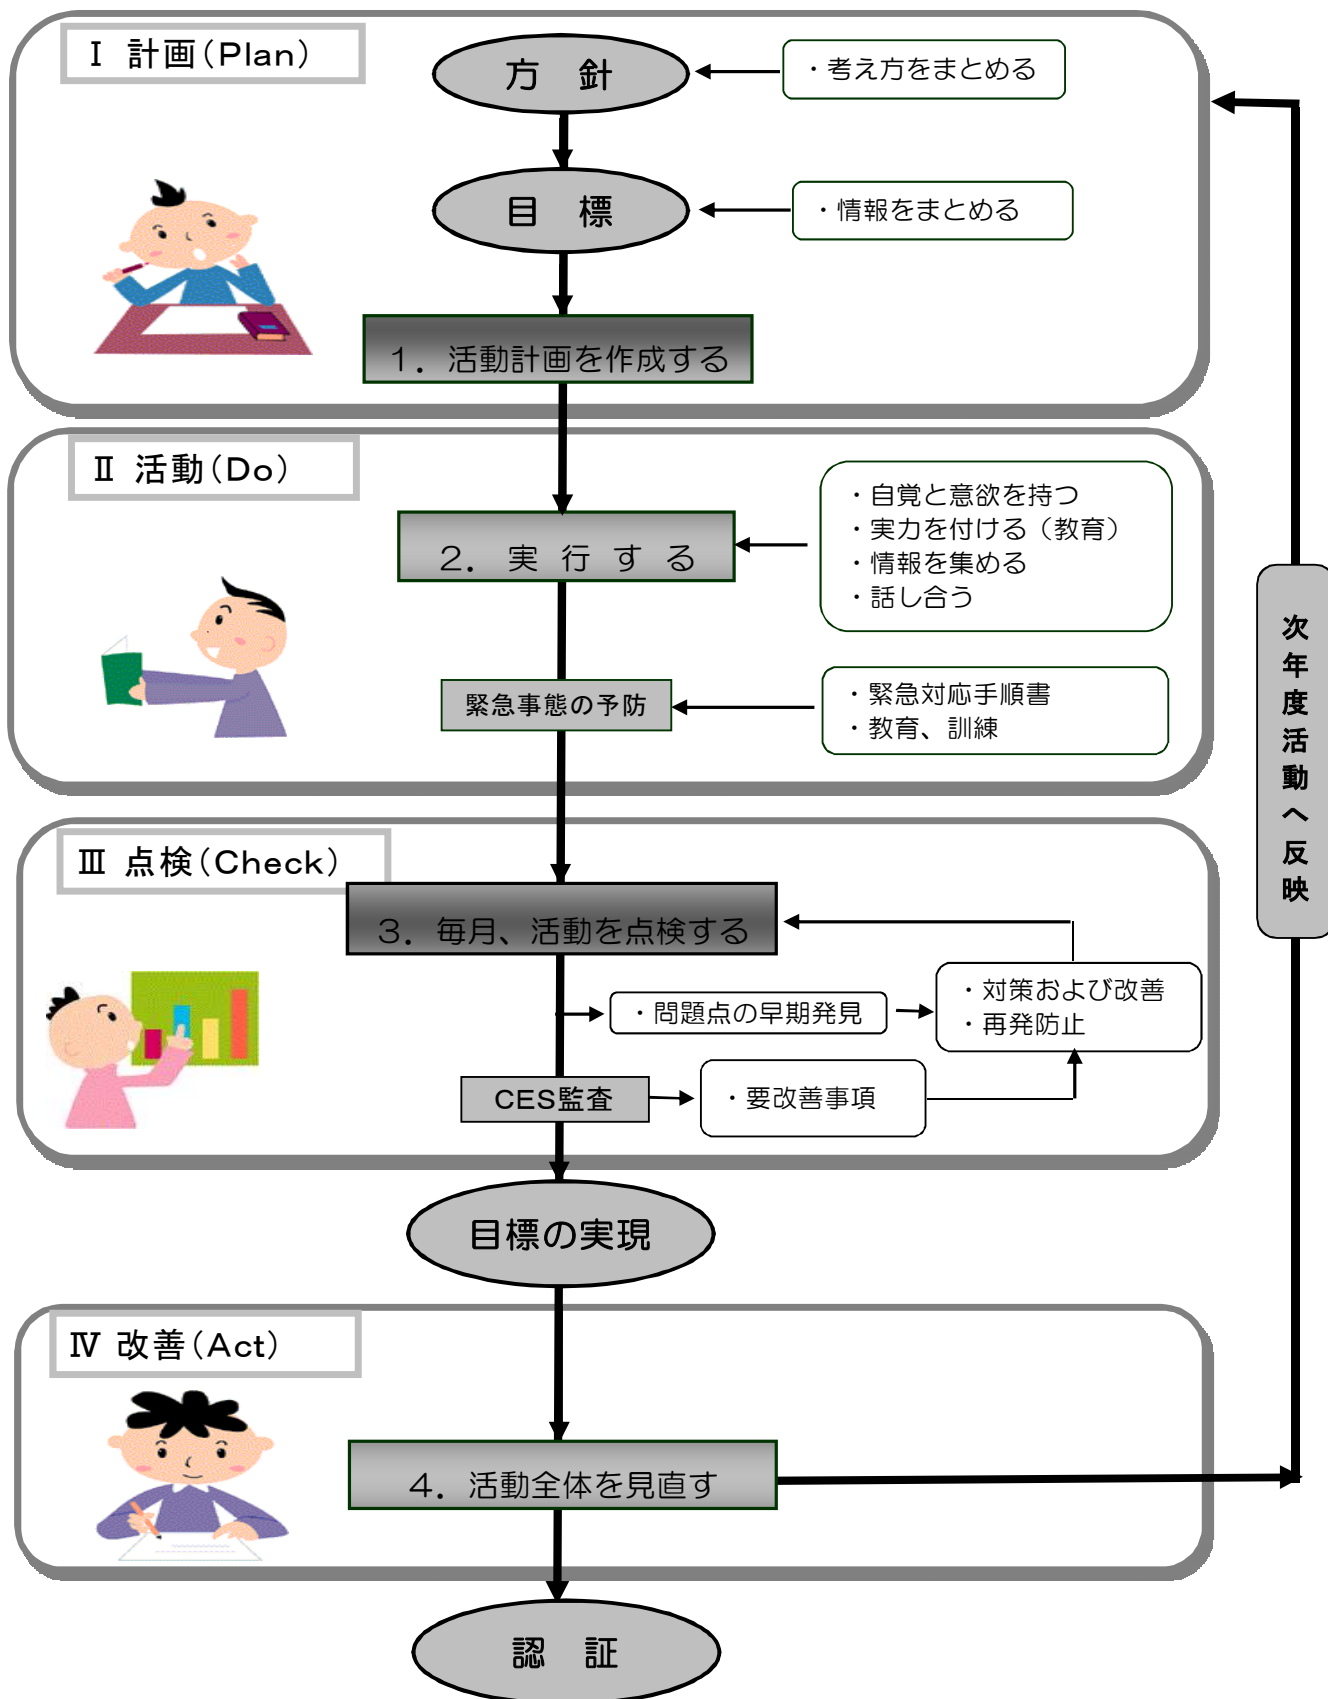 Ⅰ 計画(Plan)
方 針
・考え方をまとめる
目 標
・情報をまとめる
1．活動計画を作成する
Ⅱ 活動(Do)
・自覚と意欲を持つ
・実力を付ける（教育）
・情報を集める
・話し合う
2．実 行 す る
緊急事態の予防
・緊急対応手順書
・教育、訓練
次年度活動へ反映
Ⅲ 点検(Check)
3．毎月、活動を点検する
・問題点の早期発見
・対策および改善
・再発防止
CES監査
・要改善事項
目標の実現
Ⅳ 改善(Act)
4．活動全体を見直す
認 証